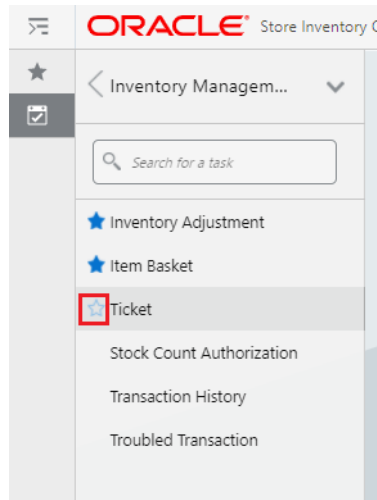 ORACLE® Store Inventory
Inventory Managem...
Search for a task
Inventory Adjustment
Item Basket
Ticket
Stock Count Authorization
Transaction History
Troubled Transaction